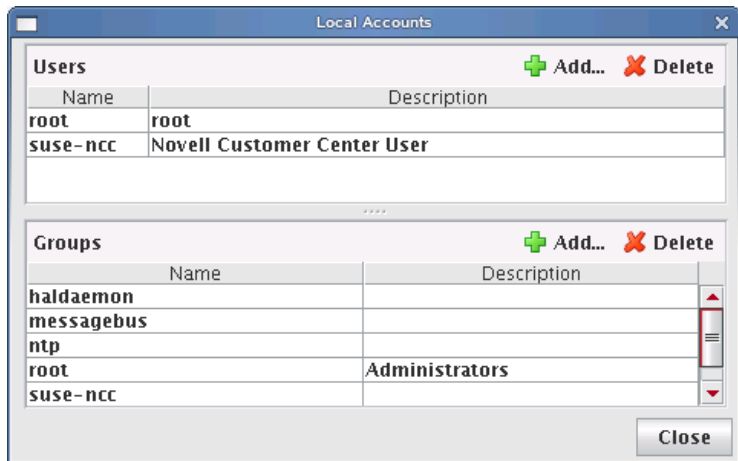 Local Accounts
Users Add... Delete
Name Description
root root
suse-ncc Novell Customer Center User
Groups Add... Delete
Name Description
haldaemon
messagebus
ntp
root Administrators
suse-ncc
Close